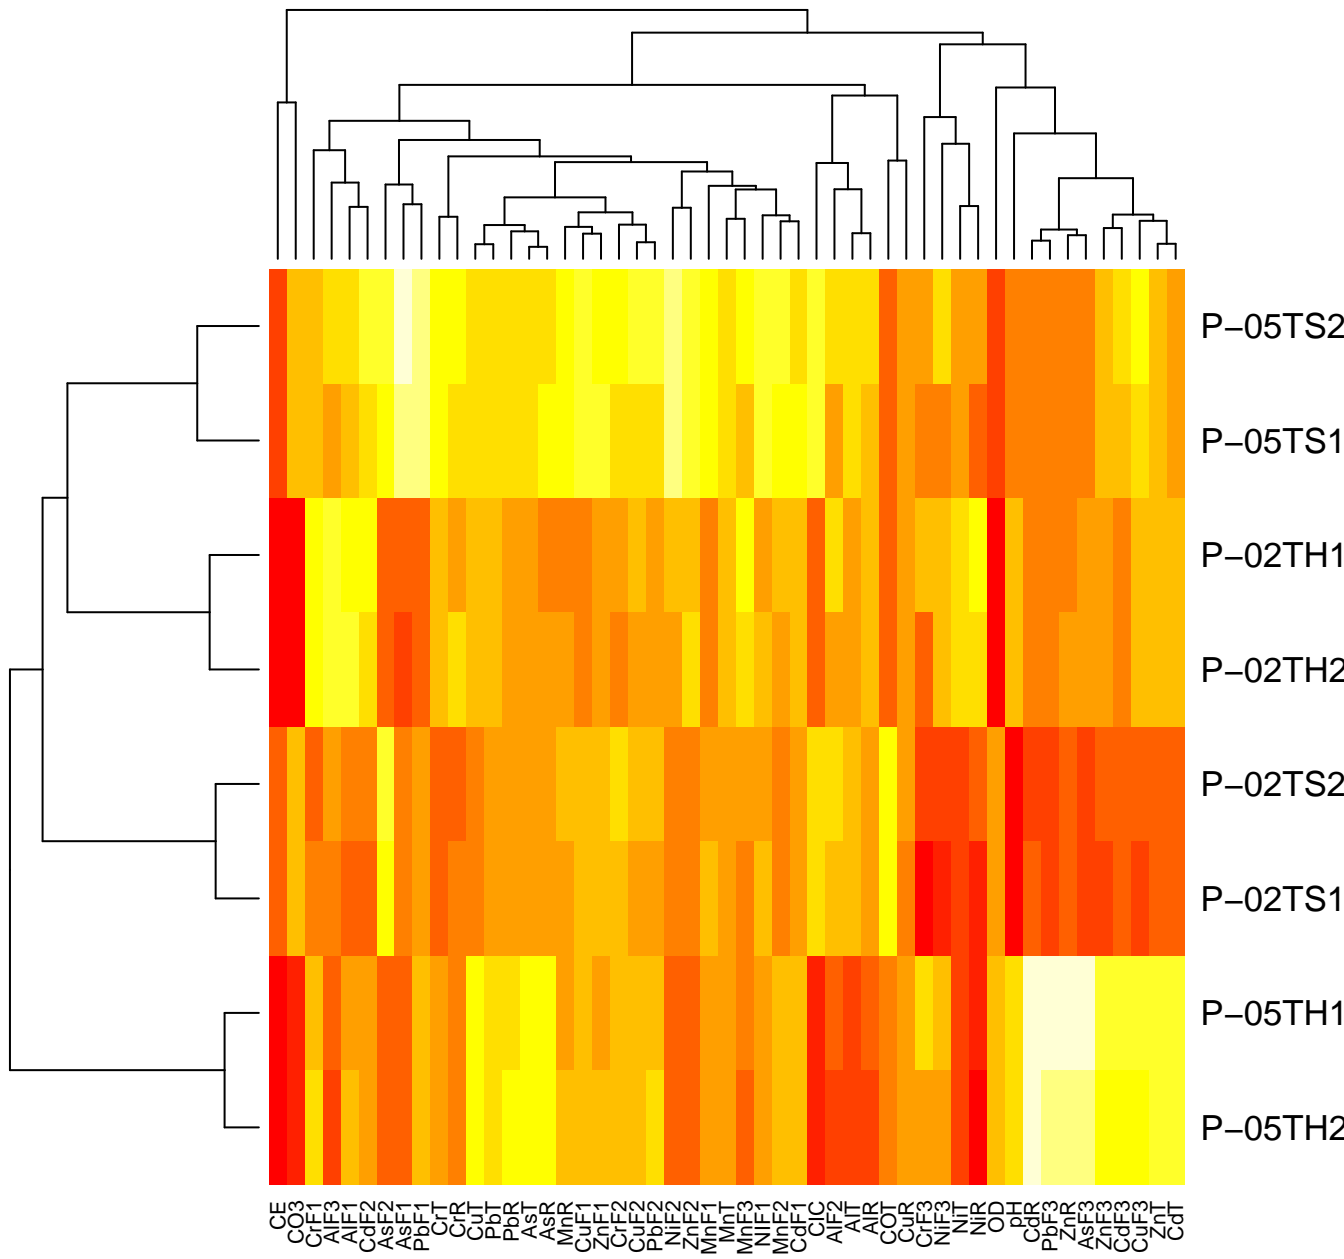 P−05TS2
P−05TS1
P−02TH1
P−02TH2
P−02TS2
P−02TS1
P−05TH1
P−05TH2
CE
CO3
CrF1
AlF3
AlF1
CdF2
AsF2
AsF1
PbF1
CrT
CrR
CuT
PbT
PbR
AsT
AsR
MnR
CuF1
ZnF1
CrF2
CuF2
PbF2
NiF2
ZnF2
MnF1
MnT
MnF3
NiF1
MnF2
CdF1
CIC
AlF2
AlT
AlR
COT
CuR
CrF3
NiF3
NiT
NiR
OD
pH
CdR
PbF3
ZnR
AsF3
ZnF3
CdF3
CuF3
ZnT
CdT